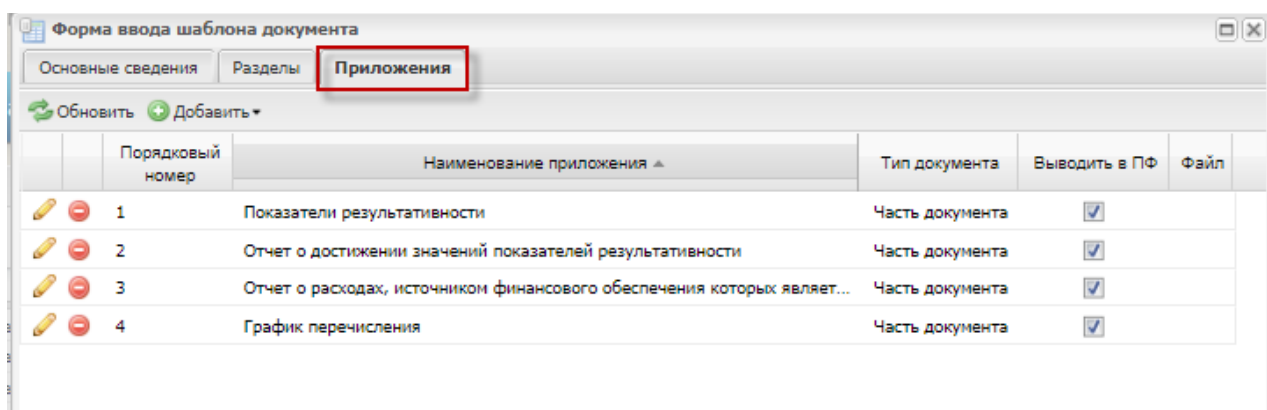 Форма ввода шаблона документа
Основные сведения Разделы Приложения
Обновить Добавить
Порядковый номер Наименование приложения Тип документа Выводить в ПФ Файл
1 Показатели результативности Часть документа
2 Отчет о достижении значений показателей результативности Часть документа
3 Отчет о расходах, источником финансового обеспечения которых являет... Часть документа
4 График перечисления Часть документа